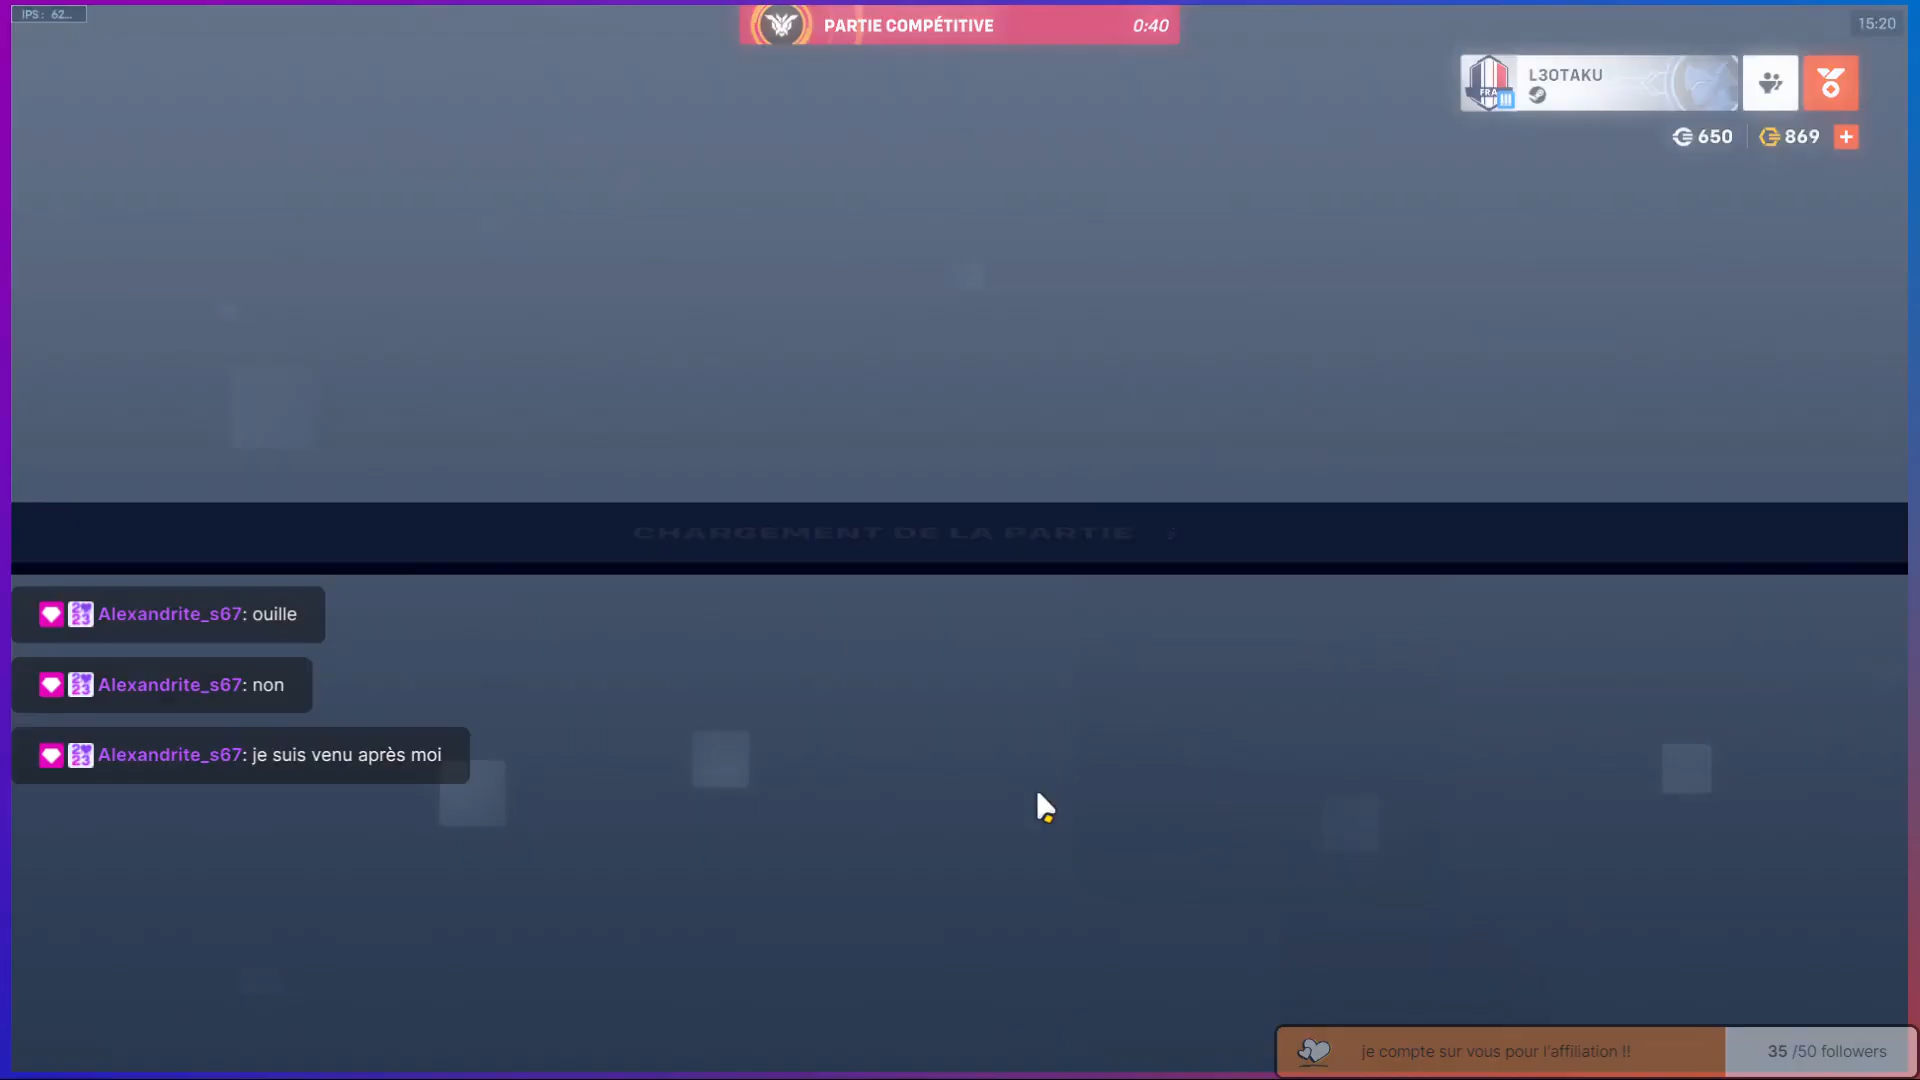 IPS : 62...
PARTIE COMPÉTITIVE 0:40
15:20
L3OTAKU
FRA
650 869 +
CHARGEMENT DE LA PARTIE
Alexandrite_s67: ouille
Alexandrite_s67: non
Alexandrite_s67: je suis venu après moi
je compte sur vous pour l'affiliation !! 35 /50 followers